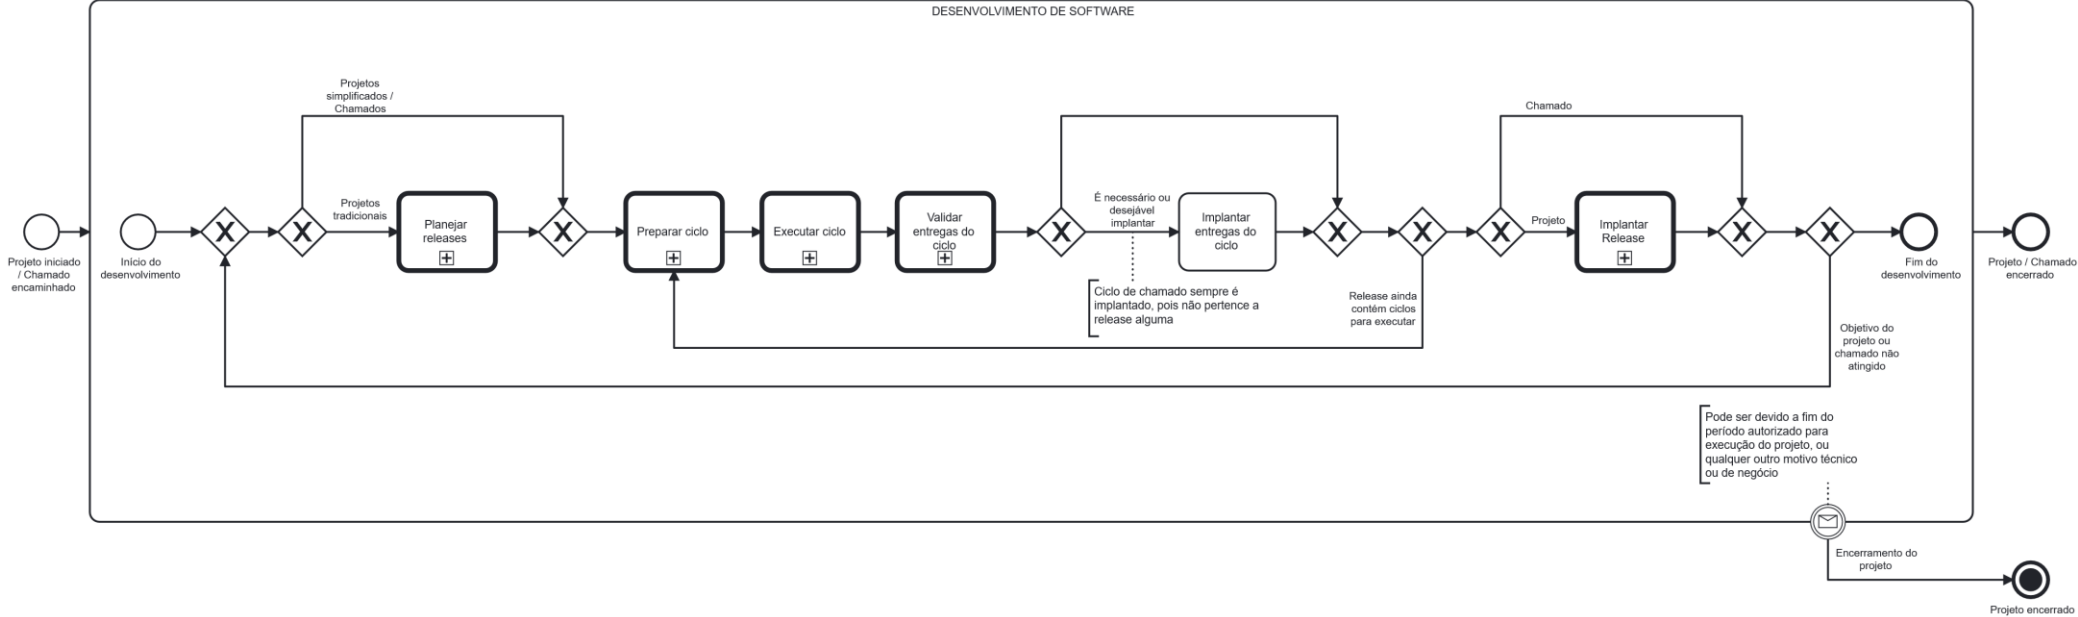 DESENVOLVIMENTO DE SOFTWARE
Projetos
simplificados /
Chamados
Chamado
Projeto iniciado
/ Chamado
encaminhado
Início do
desenvolvimento
X
X
Projetos
tradicionais
Planejar
releases
X
Preparar ciclo
Executar ciclo
Validar
entregas do
ciclo
X
É necessário ou
desejável
implantar
Implantar
entregas do
ciclo
X
X
X
Projeto
Implantar
Release
X
X
Fim do
desenvolvimento
Projeto / Chamado
encerrado
Ciclo de chamado sempre é
implantado, pois não pertence a
release alguma
Release ainda
contém ciclos
para executar
Objetivo do
projeto ou
chamado não
atingido
Pode ser devido a fim do
período autorizado para
execução do projeto, ou
qualquer outro motivo técnico
ou de negócio
Encerramento do
projeto
Projeto encerrado